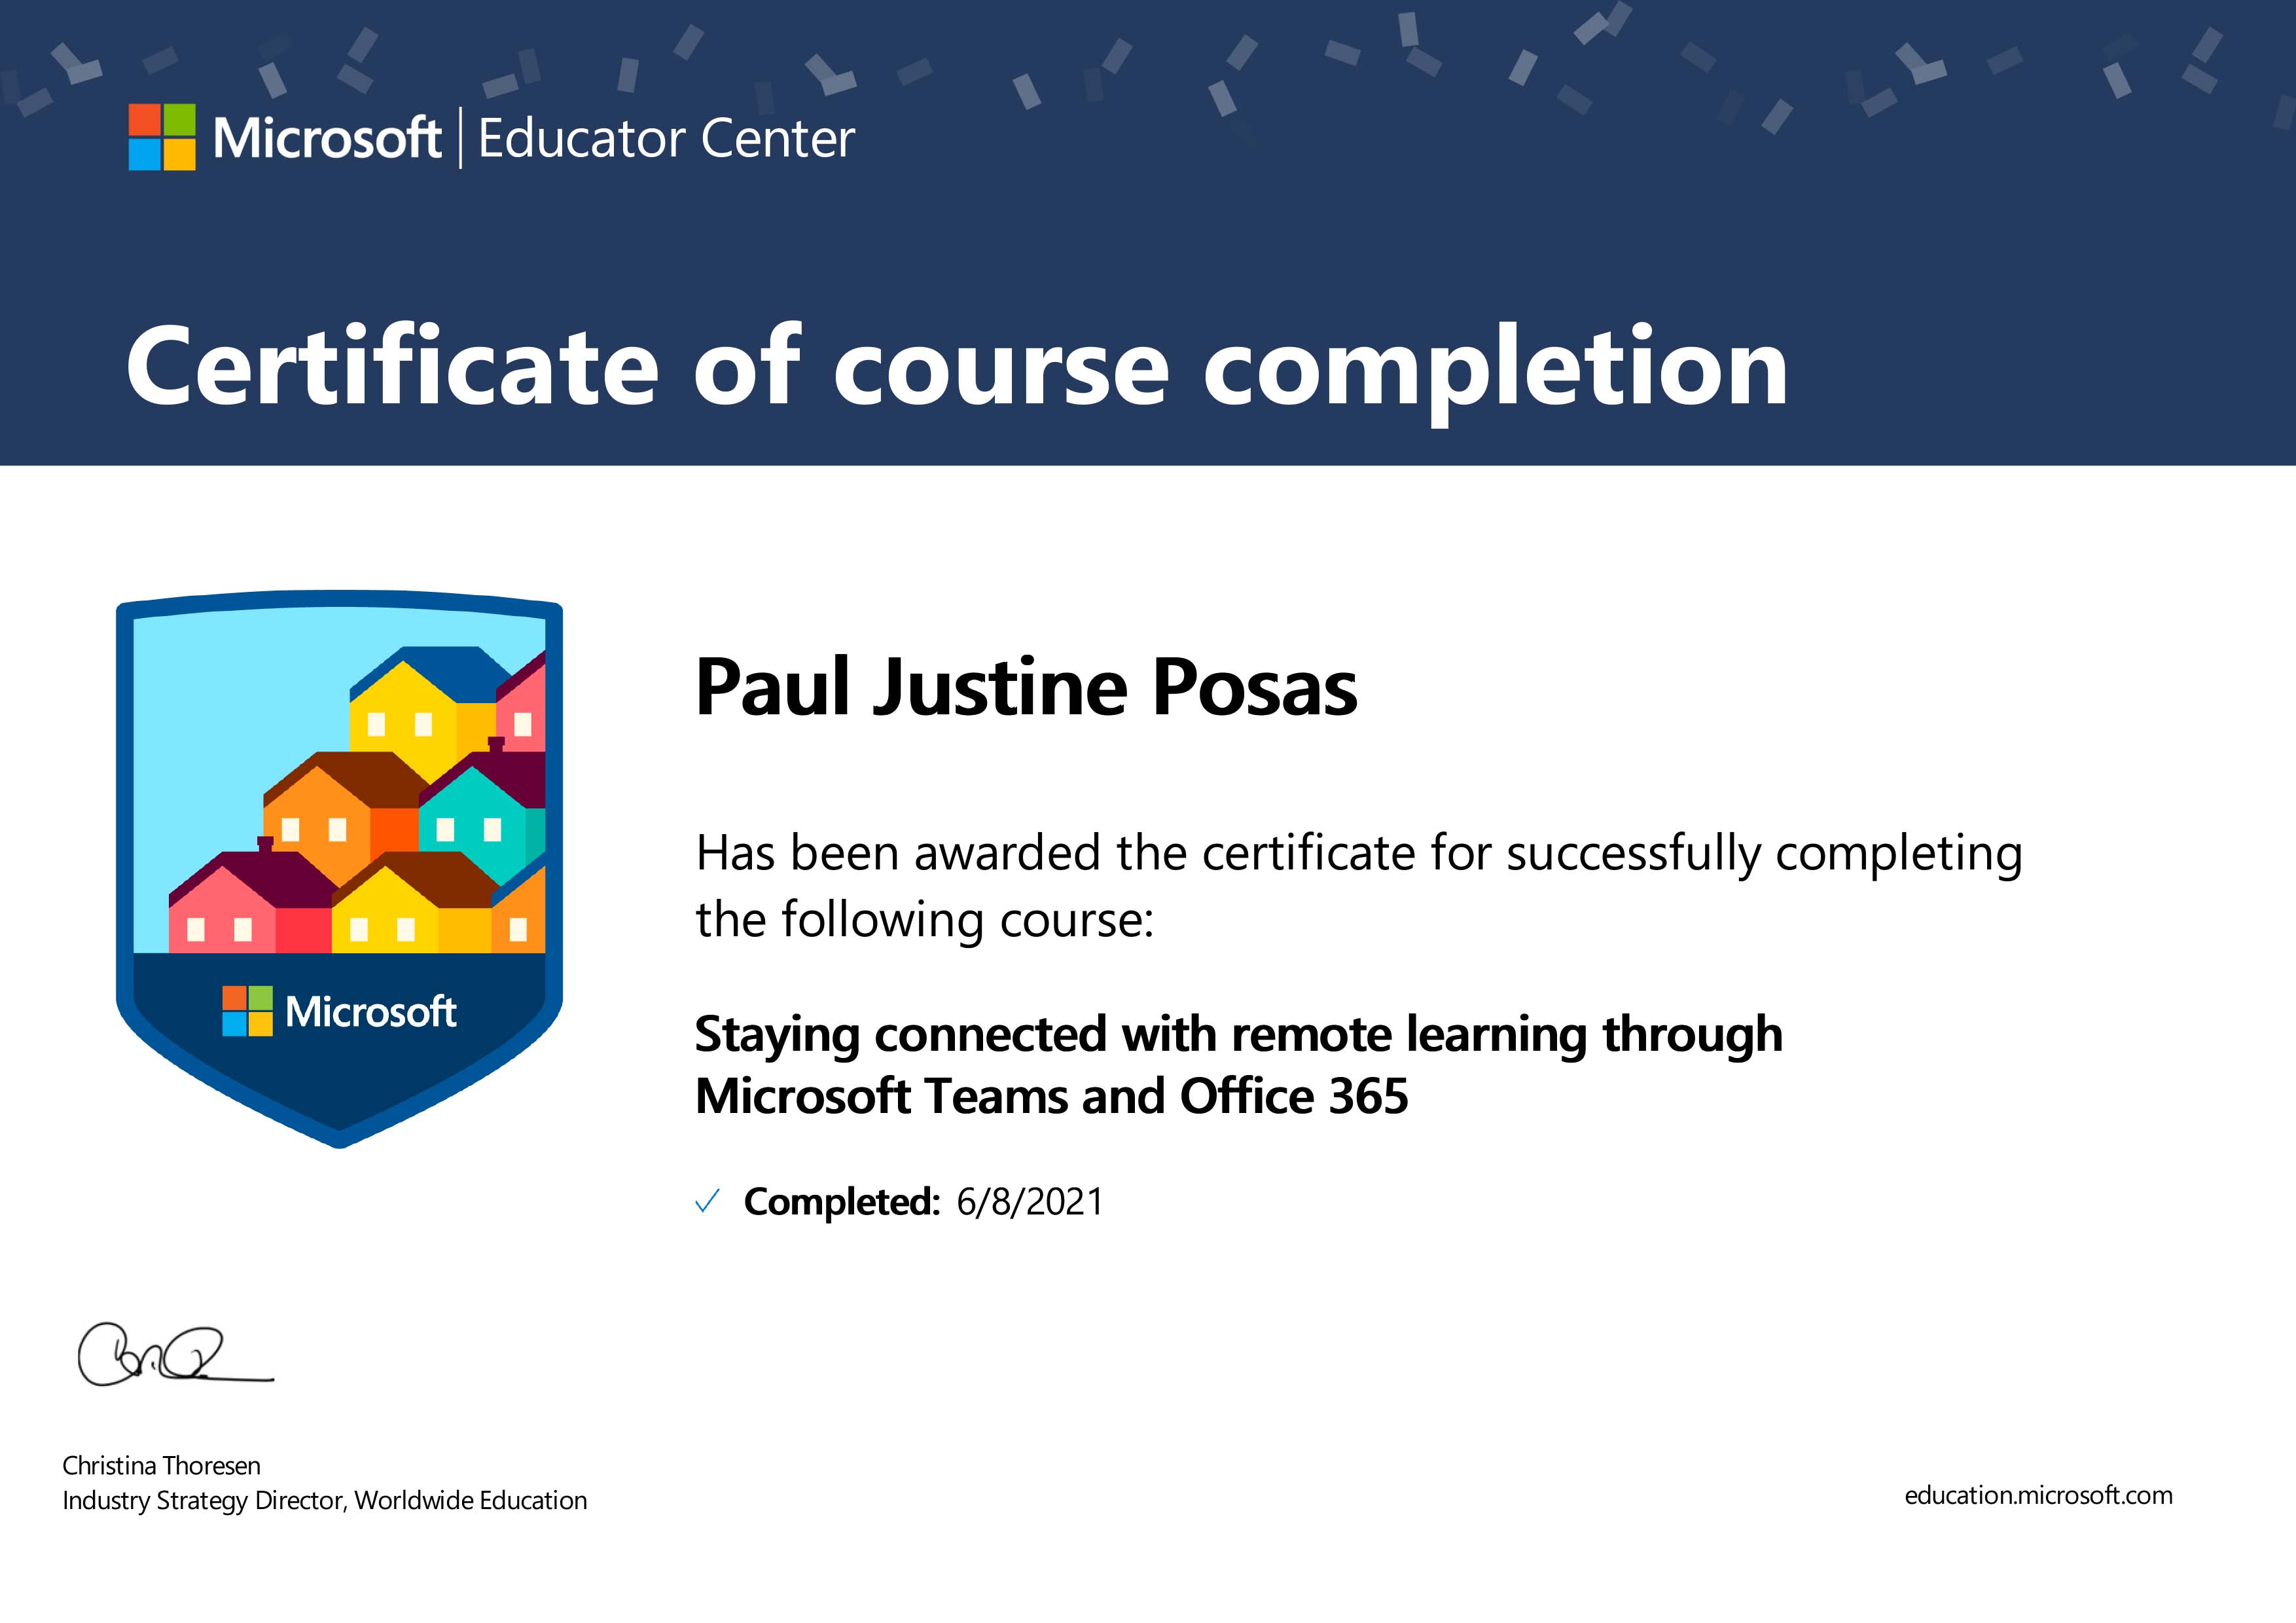 Microsoft | Educator Center
Certificate of course completion
Paul Justine Posas
Has been awarded the certificate for successfully completing
the following course:
Microsoft
Staying connected with remote learning through
Microsoft Teams and Office 365
✓ Completed: 6/8/2021
Christina Thoresen
Industry Strategy Director, Worldwide Education
education.microsoft.com